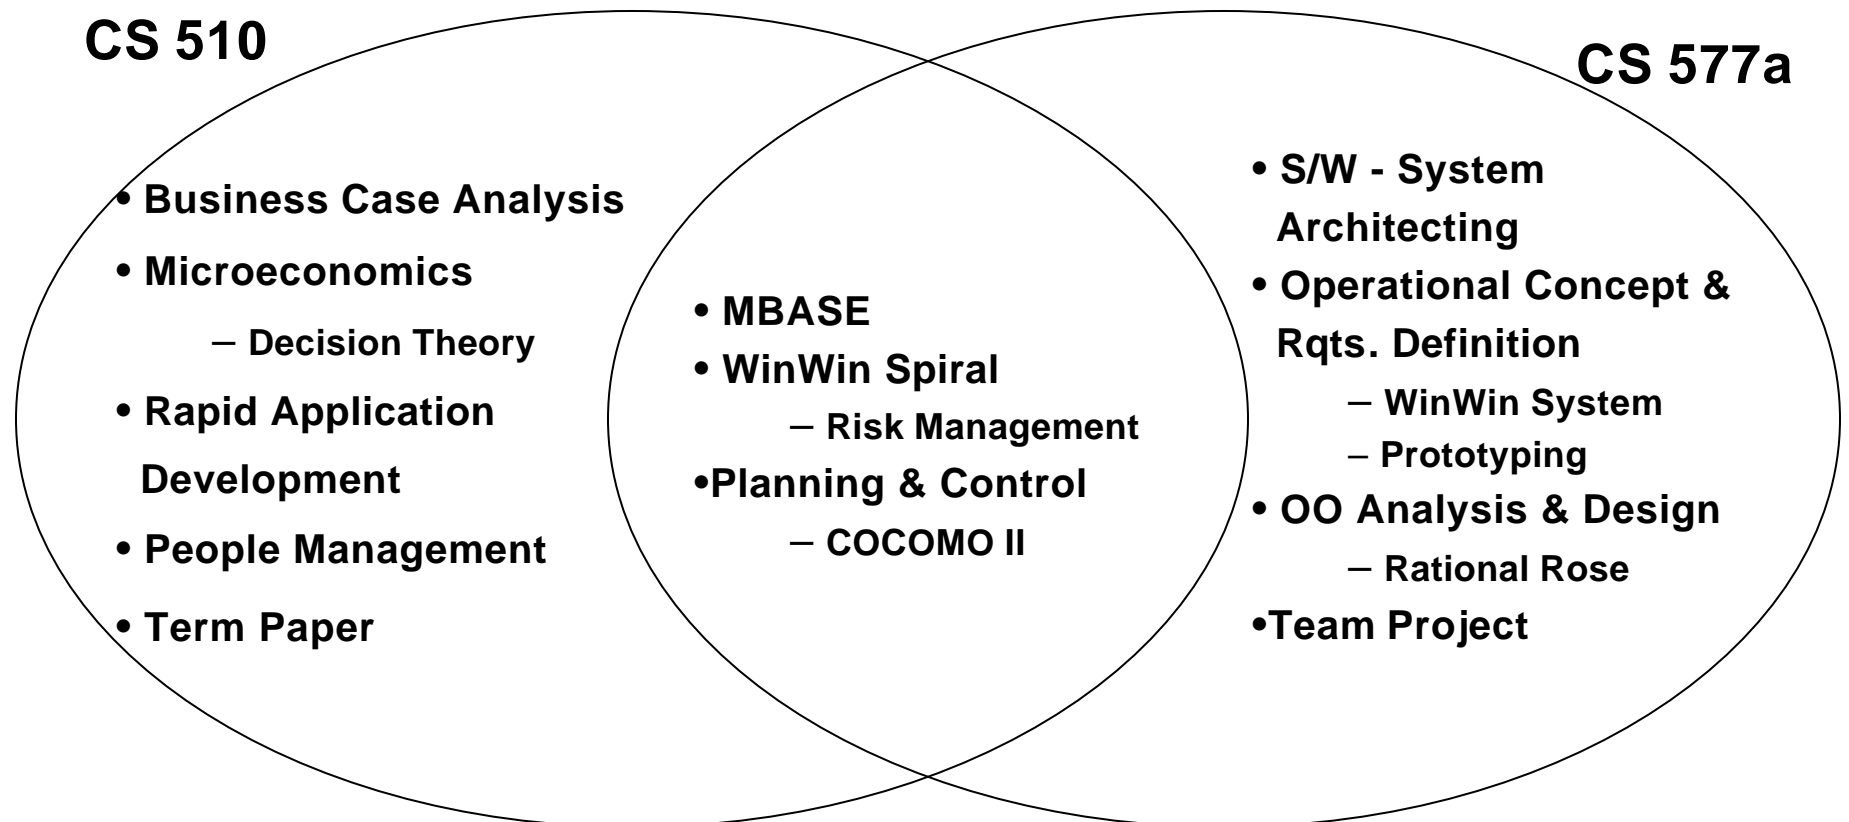 CS 510
CS 577a
• Business Case Analysis
• Microeconomics
– Decision Theory
• Rapid Application
Development
• People Management
• Term Paper
• MBASE
• WinWin Spiral
– Risk Management
•Planning & Control
– COCOMO II
• S/W - System
Architecting
• Operational Concept &
Rqts. Definition
– WinWin System
– Prototyping
• OO Analysis & Design
– Rational Rose
•Team Project